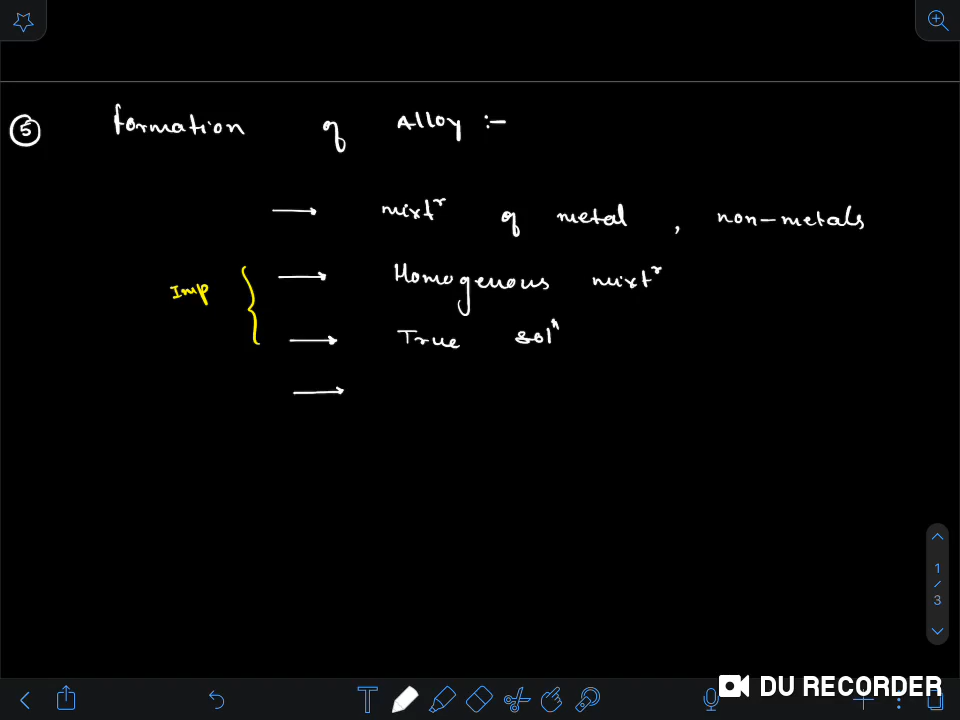 ⑤ Formation of Alloy :-
→ mixtʳ of metal, non-metals
→ Homogenous mixtʳ
Imp
→ True solⁿ
→
1
/
3
T
DU RECORDER